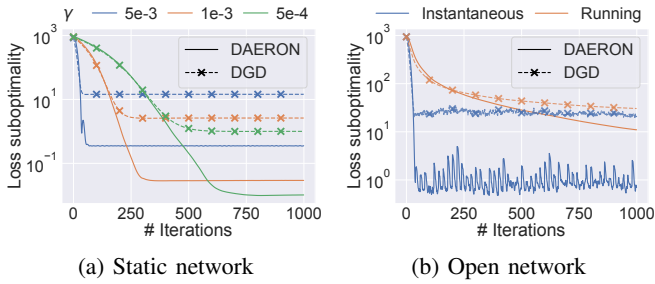 γ 5e-3 1e-3 5e-4
Loss suboptimality
10³
10¹
10⁻¹
DAERON
DGD
0 250 500 750 1000
# Iterations
(a) Static network
Instantaneous Running
Loss suboptimality
10³
10²
10¹
10⁰
DAERON
DGD
0 250 500 750 1000
# Iterations
(b) Open network